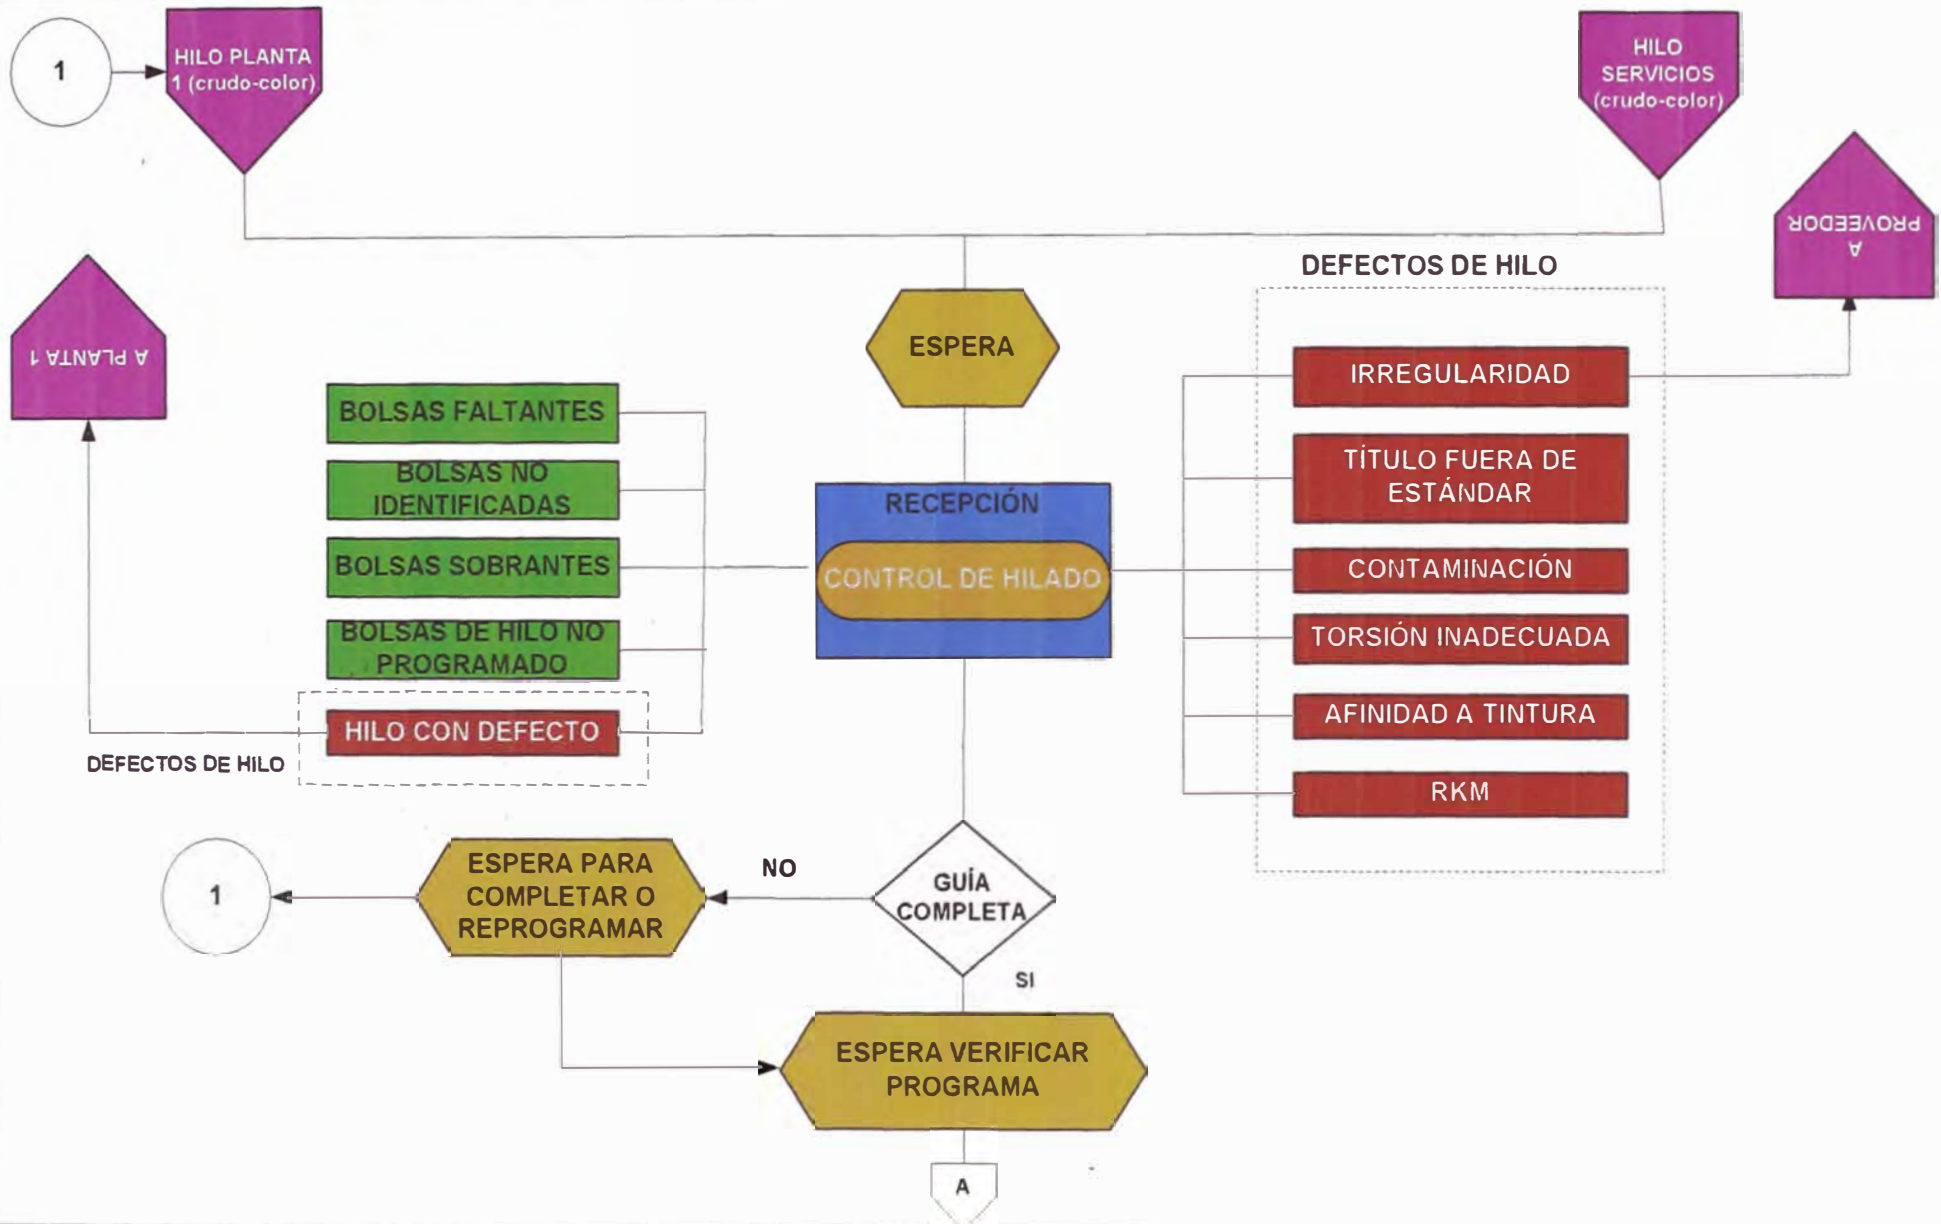 1
HILO PLANTA
1 (crudo-color)
HILO
SERVICIOS
(crudo-color)
A
PROVEEDOR
DEFECTOS DE HILO
A PLANTA 1
ESPERA
IRREGULARIDAD
TÍTULO FUERA DE
ESTÁNDAR
CONTAMINACIÓN
TORSIÓN INADECUADA
AFINIDAD A TINTURA
RKM
BOLSAS FALTANTES
BOLSAS NO
IDENTIFICADAS
BOLSAS SOBRANTES
BOLSAS DE HILO NO
PROGRAMADO
HILO CON DEFECTO
DEFECTOS DE HILO
RECEPCIÓN
CONTROL DE HILADO
GUÍA
COMPLETA
NO
ESPERA PARA
COMPLETAR O
REPROGRAMAR
1
SI
ESPERA VERIFICAR
PROGRAMA
A